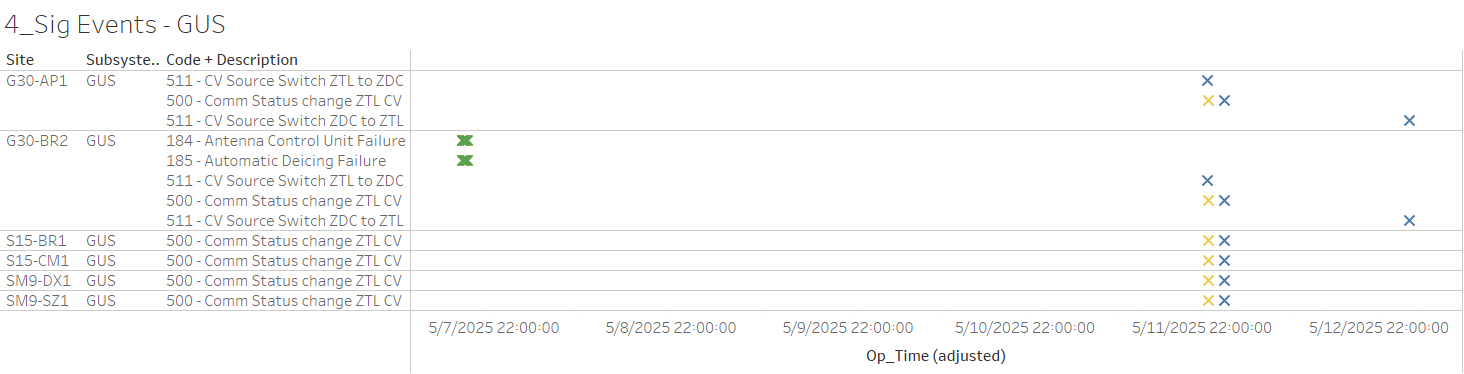 4_Sig Events - GUS
Site Subsyste.. Code + Description
G30-AP1 GUS 511 - CV Source Switch ZTL to ZDC
500 - Comm Status change ZTL CV
511 - CV Source Switch ZDC to ZTL
G30-BR2 GUS 184 - Antenna Control Unit Failure
185 - Automatic Deicing Failure
511 - CV Source Switch ZTL to ZDC
500 - Comm Status change ZTL CV
511 - CV Source Switch ZDC to ZTL
S15-BR1 GUS 500 - Comm Status change ZTL CV
S15-CM1 GUS 500 - Comm Status change ZTL CV
SM9-DX1 GUS 500 - Comm Status change ZTL CV
SM9-SZ1 GUS 500 - Comm Status change ZTL CV
5/7/2025 22:00:00 5/8/2025 22:00:00 5/9/2025 22:00:00 5/10/2025 22:00:00 5/11/2025 22:00:00 5/12/2025 22:00:00
Op_Time (adjusted)